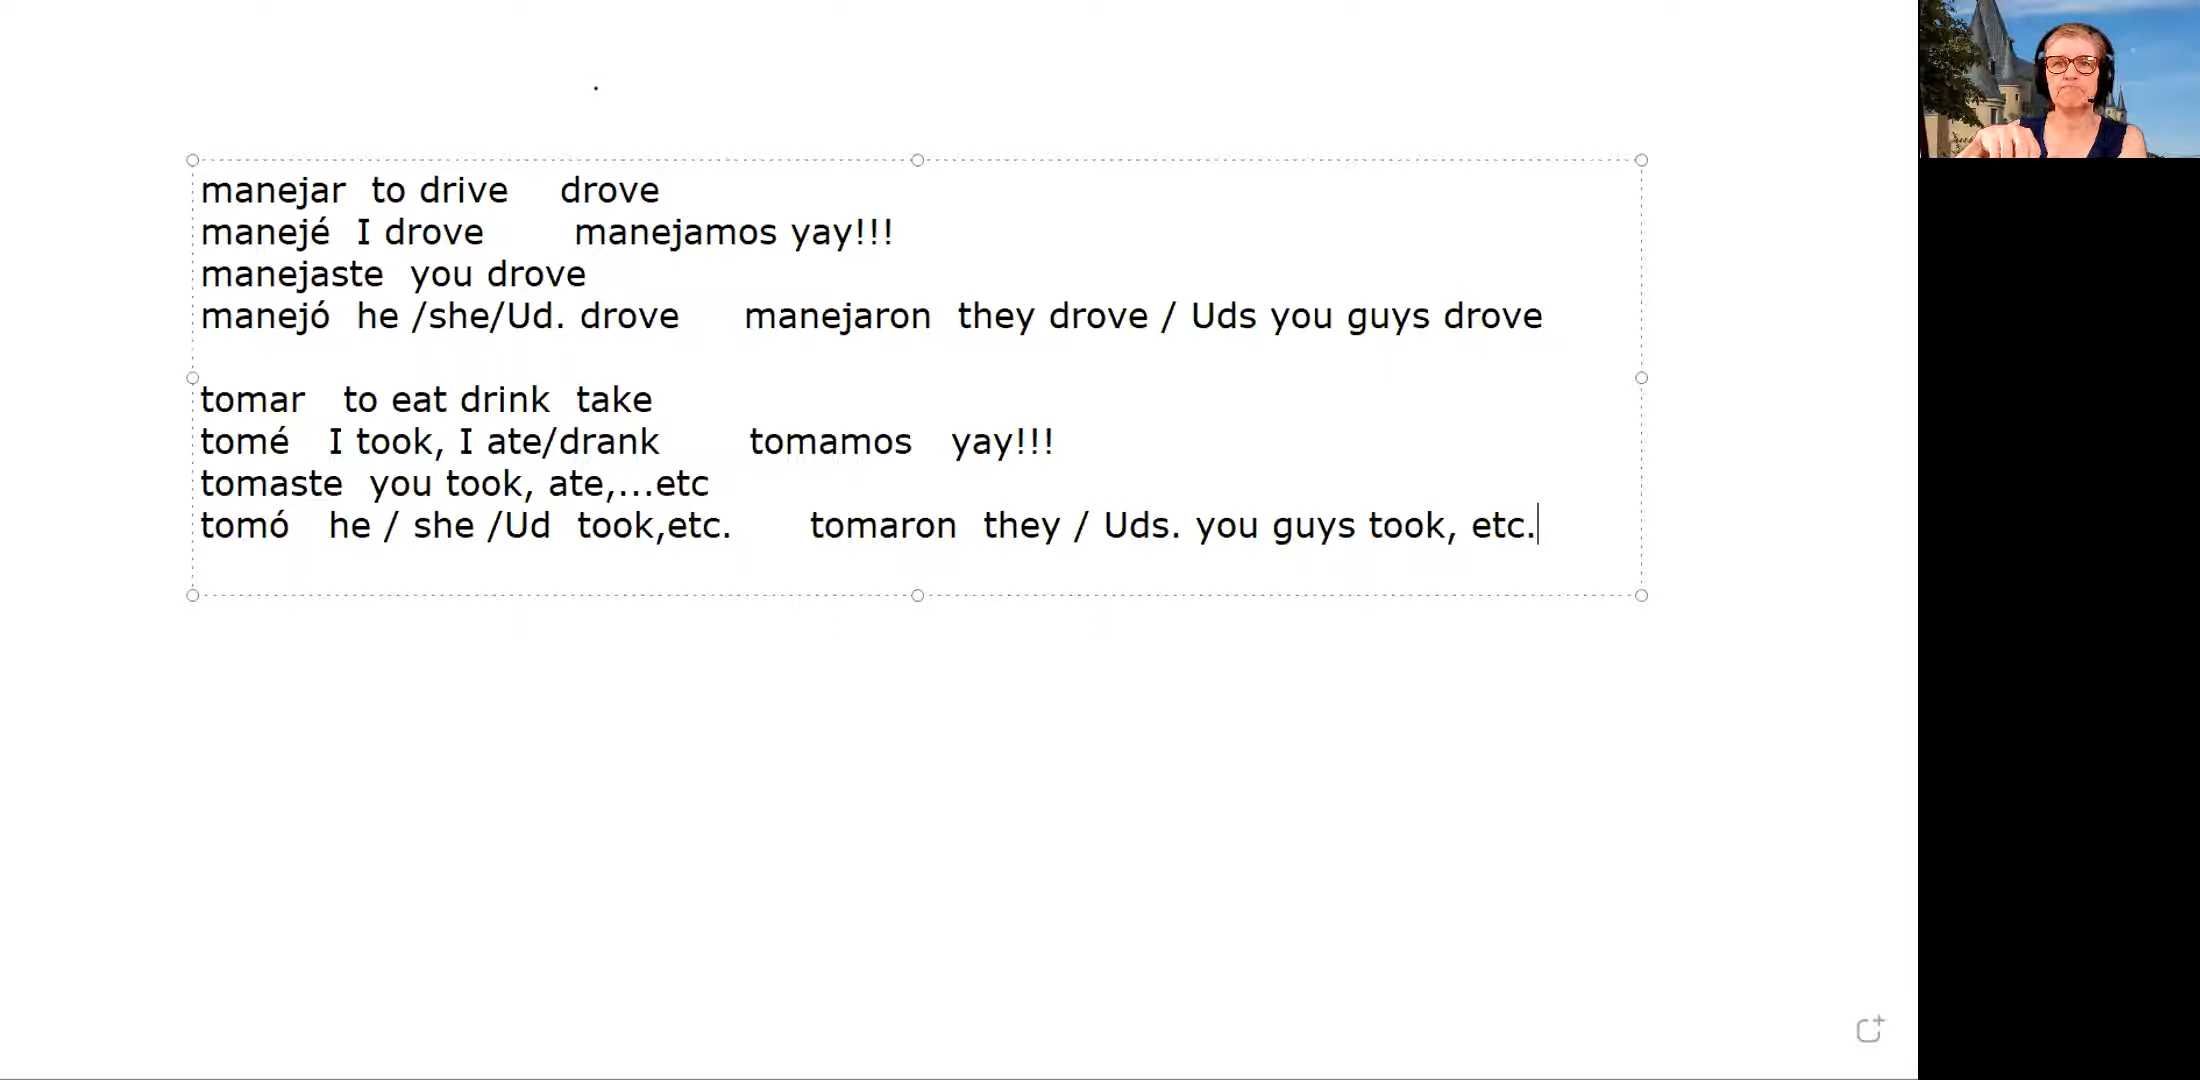 manejar to drive drove
manejé I drove manejamos yay!!!
manejaste you drove
manejó he /she/Ud. drove manejaron they drove / Uds you guys drove
tomar to eat drink take
tomé I took, I ate/drank tomamos yay!!!
tomaste you took, ate,...etc
tomó he / she /Ud took,etc. tomaron they / Uds. you guys took, etc.